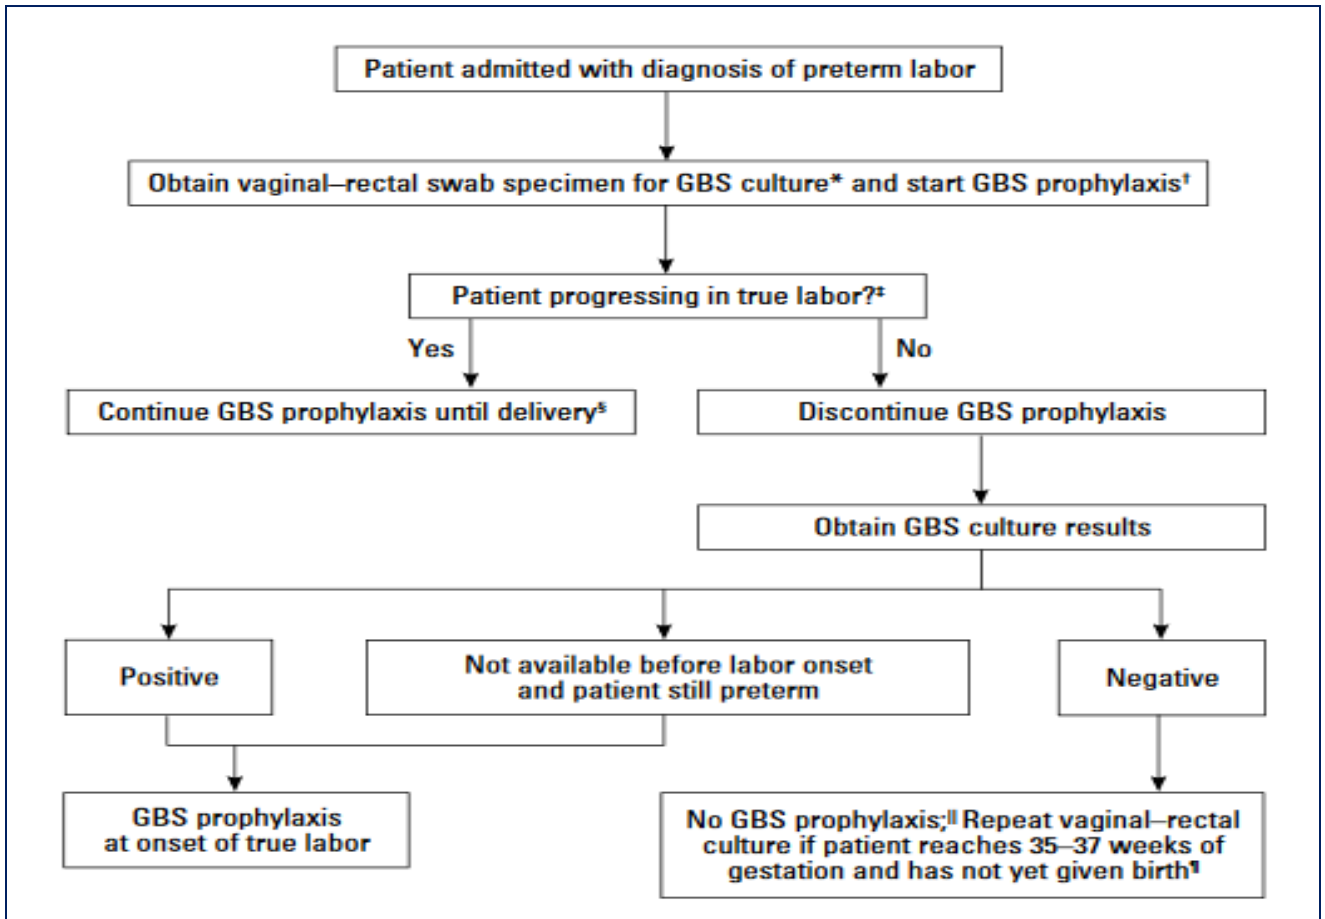 Patient admitted with diagnosis of preterm labor
Obtain vaginal–rectal swab specimen for GBS culture* and start GBS prophylaxis†
Patient progressing in true labor?‡
Yes
No
Continue GBS prophylaxis until delivery§
Discontinue GBS prophylaxis
Obtain GBS culture results
Positive
Not available before labor onset
and patient still preterm
Negative
GBS prophylaxis
at onset of true labor
No GBS prophylaxis;|| Repeat vaginal–rectal
culture if patient reaches 35–37 weeks of
gestation and has not yet given birth¶